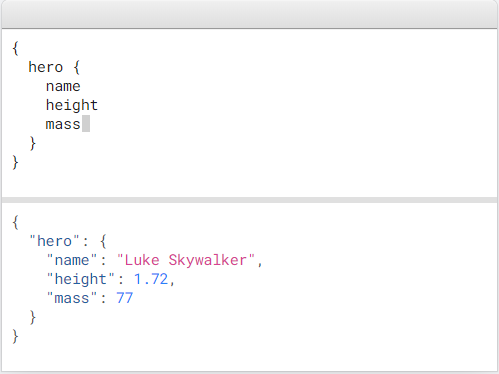 {
  hero {
    name
    height
    mass
  }
}
{
  "hero": {
    "name": "Luke Skywalker",
    "height": 1.72,
    "mass": 77
  }
}